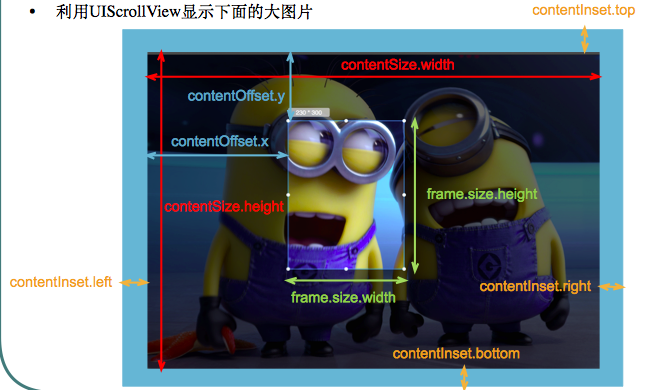 • 利用UIScrollView显示下面的大图片
contentInset.top
contentSize.width
contentOffset.y
230 * 300
contentOffset.x
frame.size.height
contentSize.height
contentInset.left
contentInset.right
frame.size.width
contentInset.bottom